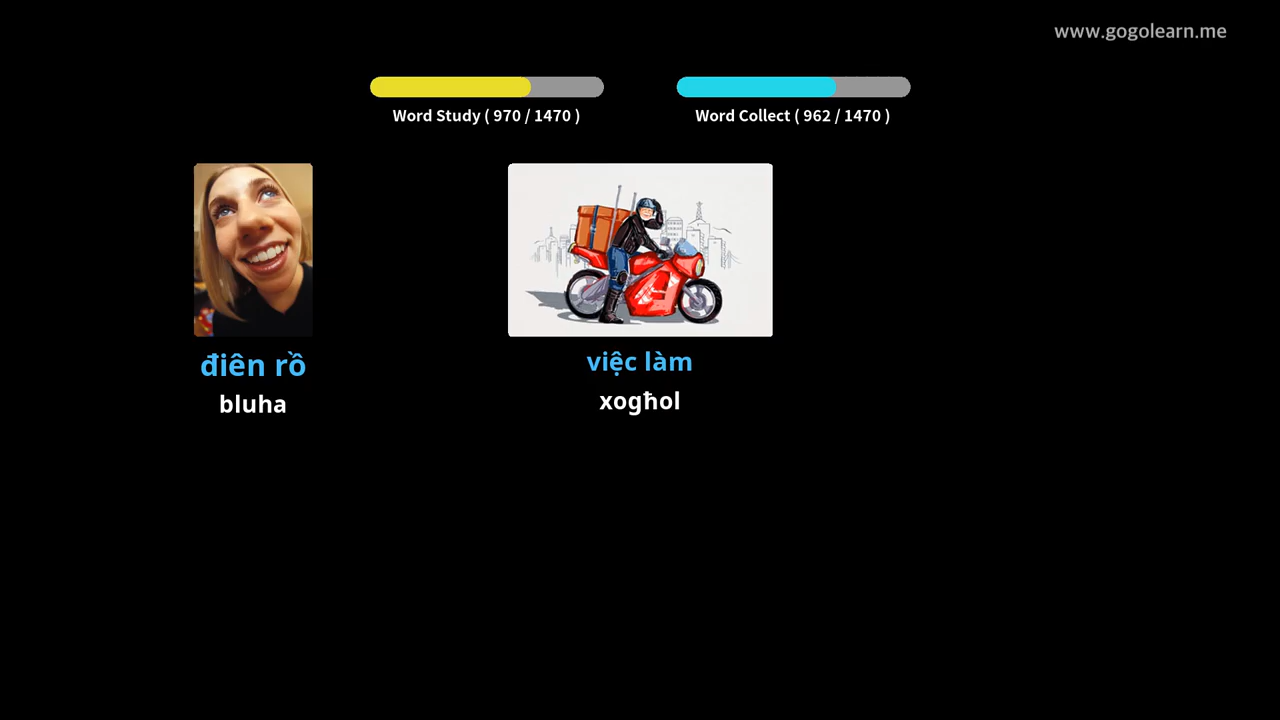 www.gogolearn.me
Word Study ( 970 / 1470 )
Word Collect ( 962 / 1470 )
điên rồ
bluha
việc làm
xogħol